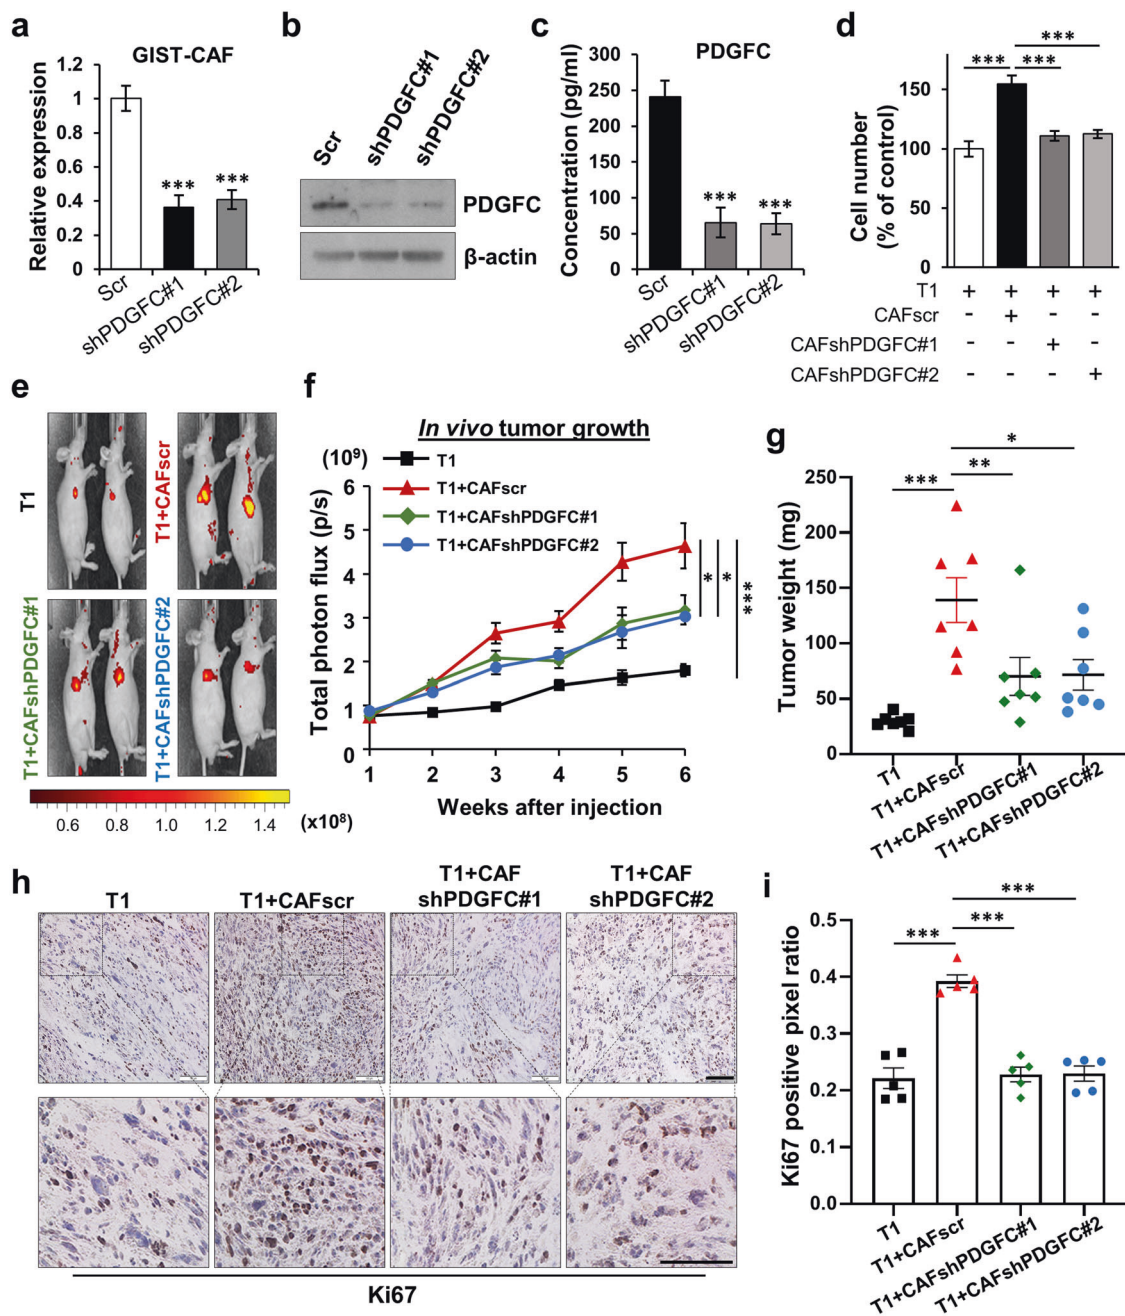 a
GIST-CAF
Relative expression
1.2
1
0.8
0.6
0.4
0.2
0
***
***
Scr
shPDGFC#1
shPDGFC#2
b
Scr
shPDGFC#1
shPDGFC#2
PDGFC
β-actin
c
PDGFC
Concentration (pg/ml)
300
250
200
150
100
50
0
***
***
Scr
shPDGFC#1
shPDGFC#2
d
***
*** ***
Cell number
(% of control)
150
100
50
0
T1 + + + +
CAFscr - + - -
CAFshPDGFC#1 - - + -
CAFshPDGFC#2 - - - +
e
T1
T1+CAFscr
T1+CAFshPDGFC#1
T1+CAFshPDGFC#2
0.6 0.8 1.0 1.2 1.4
(x10⁸)
f
In vivo tumor growth
(10⁹)
T1
T1+CAFscr
T1+CAFshPDGFC#1
T1+CAFshPDGFC#2
Total photon flux (p/s)
6
5
4
3
2
1
0
* * ***
1 2 3 4 5 6
Weeks after injection
g
*
**
***
Tumor weight (mg)
250
200
150
100
50
0
T1
T1+CAFscr
T1+CAFshPDGFC#1
T1+CAFshPDGFC#2
h
T1
T1+CAFscr
T1+CAF
shPDGFC#1
T1+CAF
shPDGFC#2
Ki67
i
***
*** ***
Ki67 positive pixel ratio
0.5
0.4
0.3
0.2
0.1
0.0
T1
T1+CAFscr
T1+CAFshPDGFC#1
T1+CAFshPDGFC#2